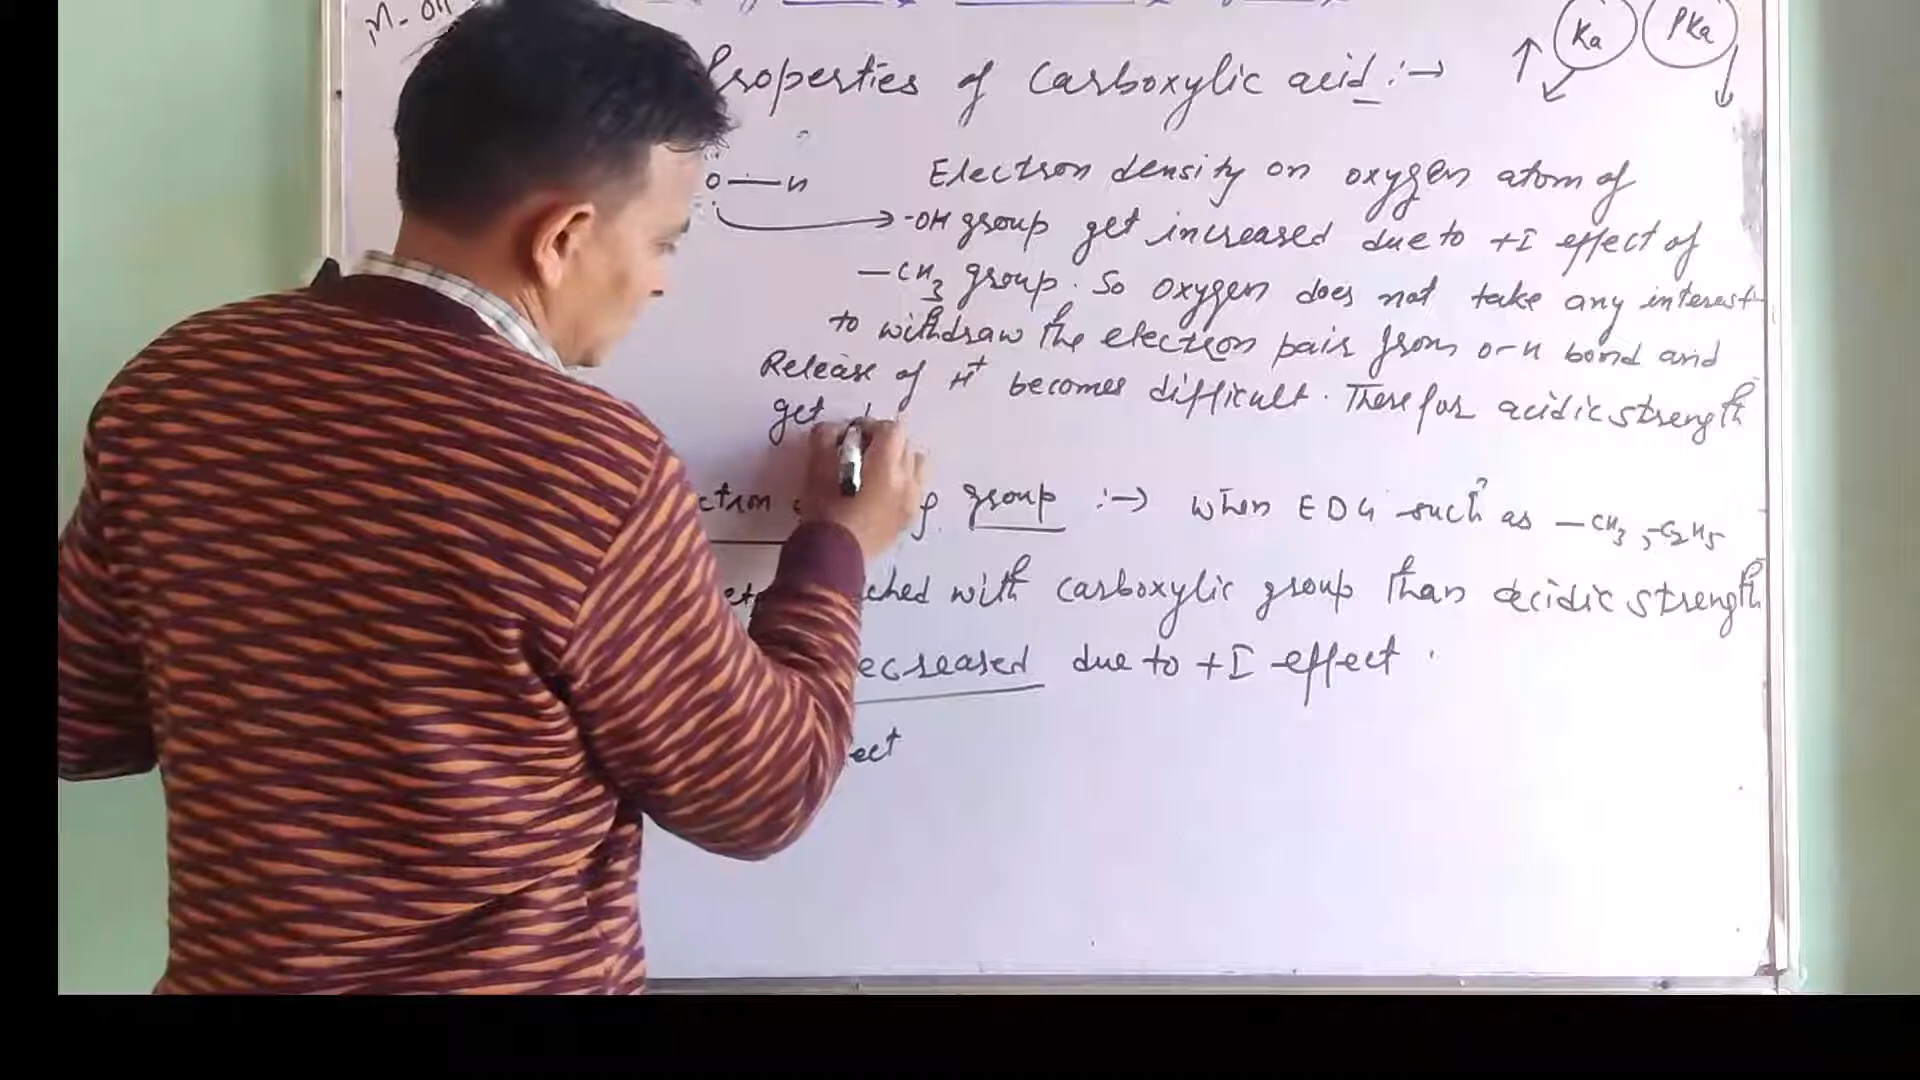 Ka PKa
Properties of Carboxylic acid :→
O—H Electron density on oxygen atom of
-OH group get increased due to +I effect of
—CH3 group. So oxygen does not take any interest
to withdraw the electron pair from O-H bond and
Release of H+ becomes difficult. Therefor acidic strength
get
group :→ when EDG such as —CH3, -C2H5
with carboxylic group than acidic strength
ecreased due to +I effect.
ect